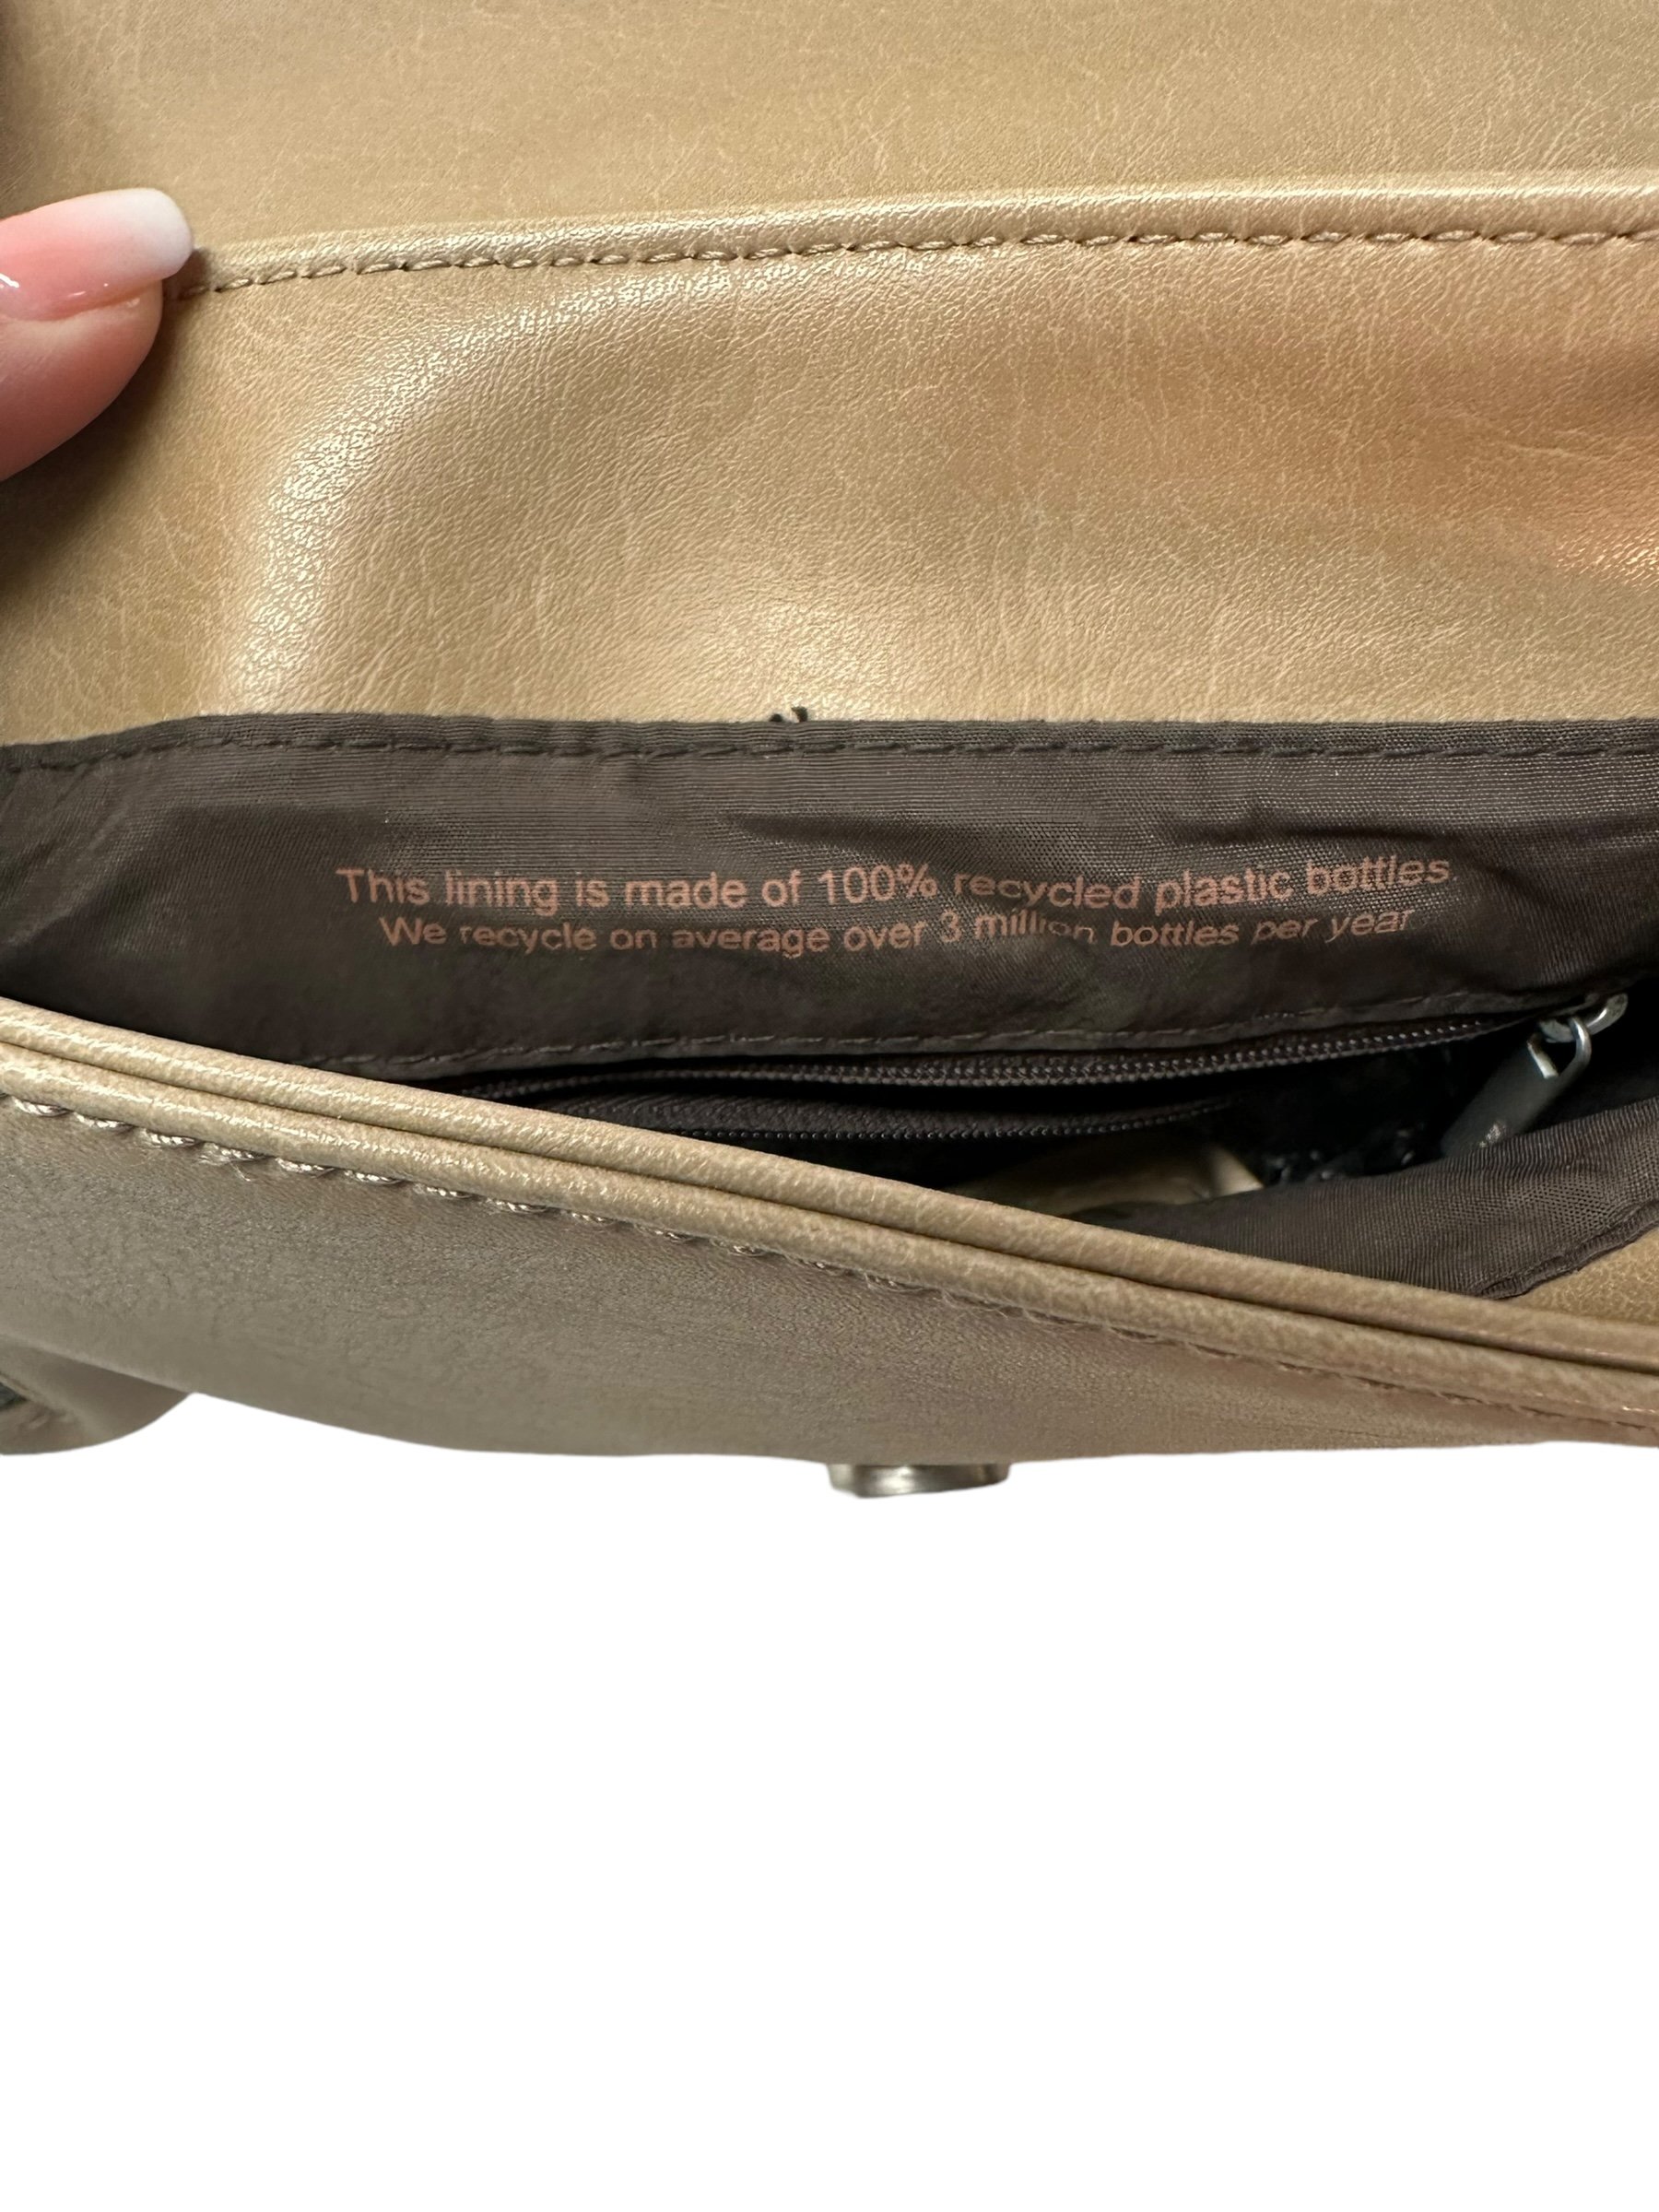 This lining is made of 100% recycled plastic bottles.
We recycle on average over 3 million bottles per year